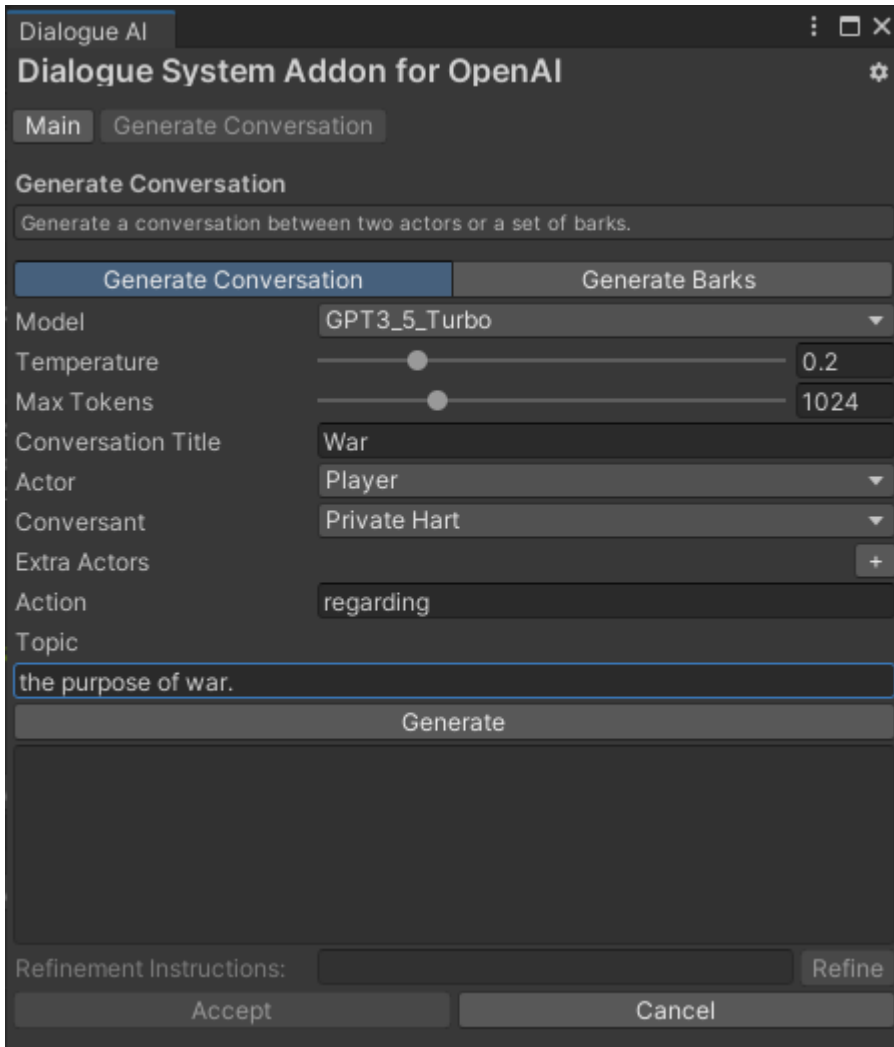 Dialogue AI
Dialogue System Addon for OpenAI
Main Generate Conversation
Generate Conversation
Generate a conversation between two actors or a set of barks.
Generate Conversation Generate Barks
Model GPT3_5_Turbo
Temperature 0.2
Max Tokens 1024
Conversation Title War
Actor Player
Conversant Private Hart
Extra Actors +
Action regarding
Topic
the purpose of war.
Generate
Refinement Instructions: Refine
Accept Cancel